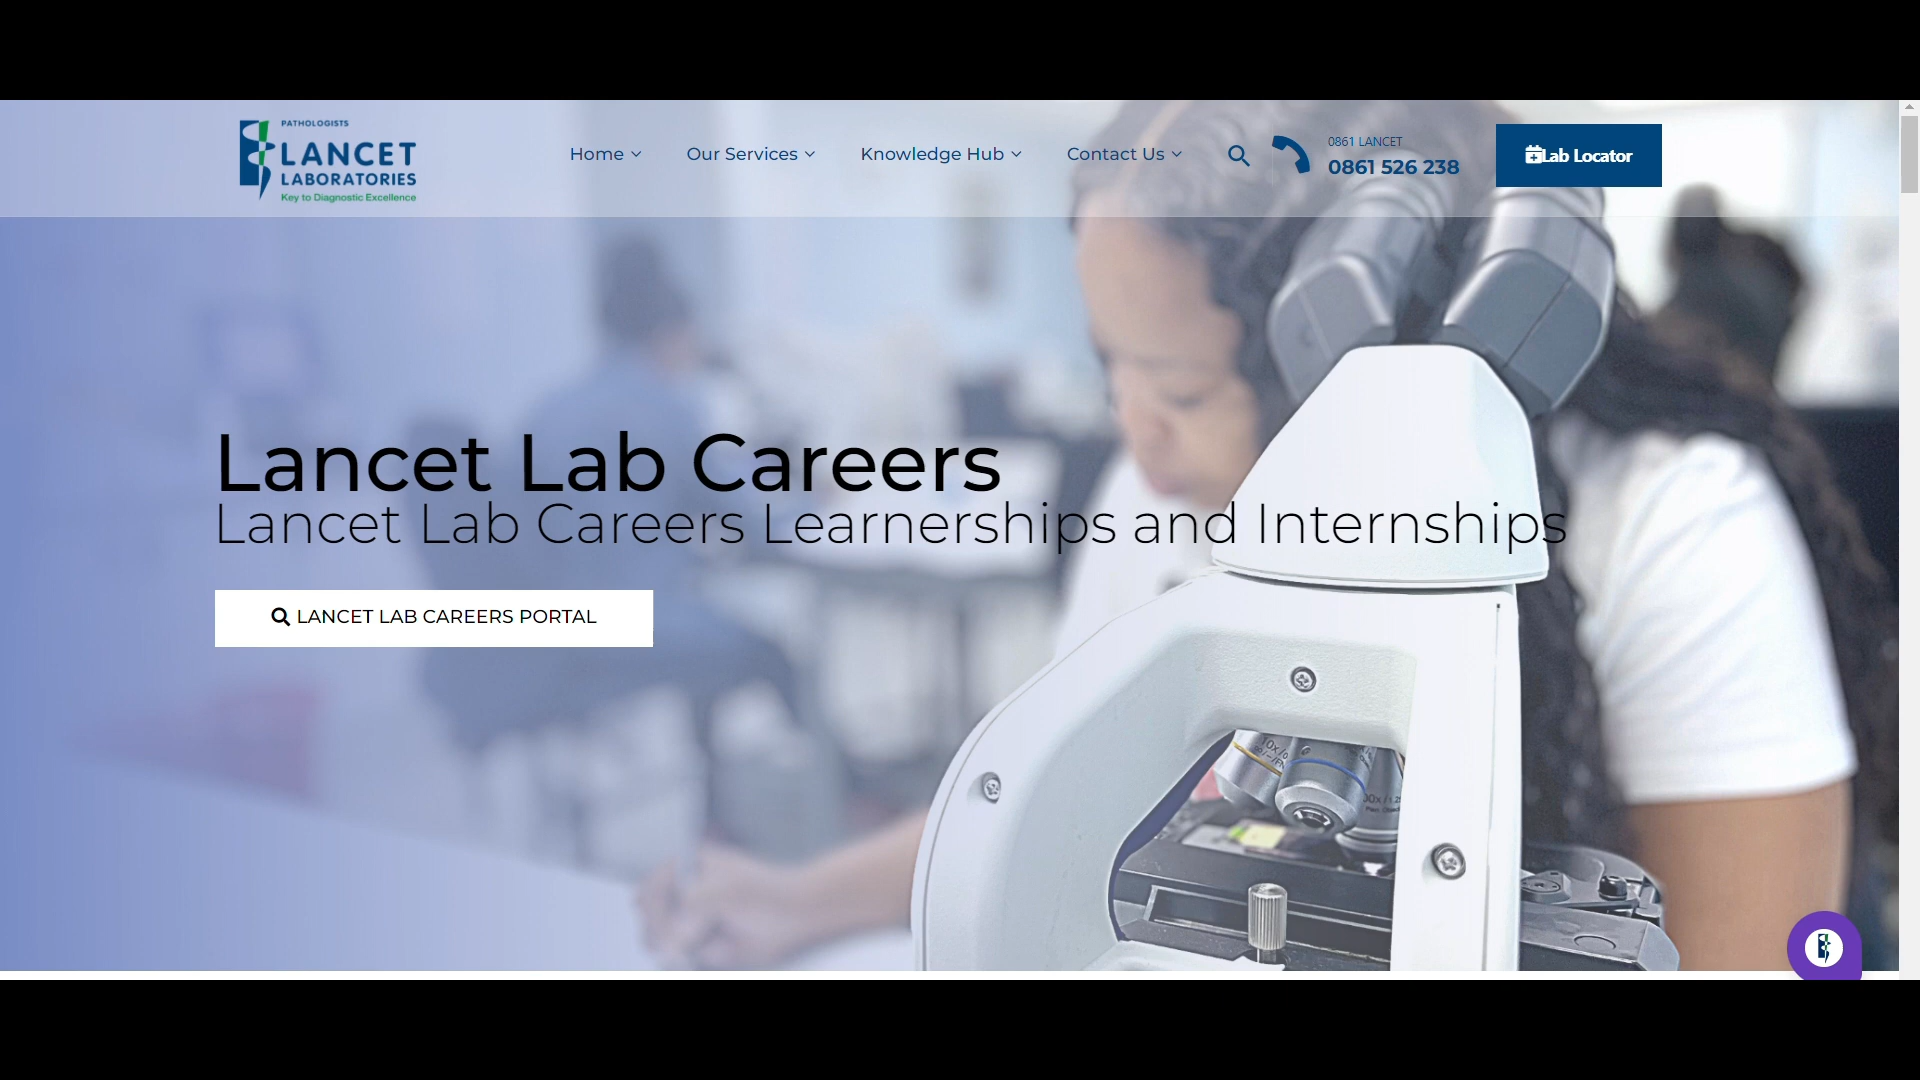 PATHOLOGISTS
LANCET
LABORATORIES
Key to Diagnostic Excellence
Home
Our Services
Knowledge Hub
Contact Us
0861 LANCET
0861 526 238
Lab Locator
Lancet Lab Careers
Lancet Lab Careers Learnerships and Internships
LANCET LAB CAREERS PORTAL